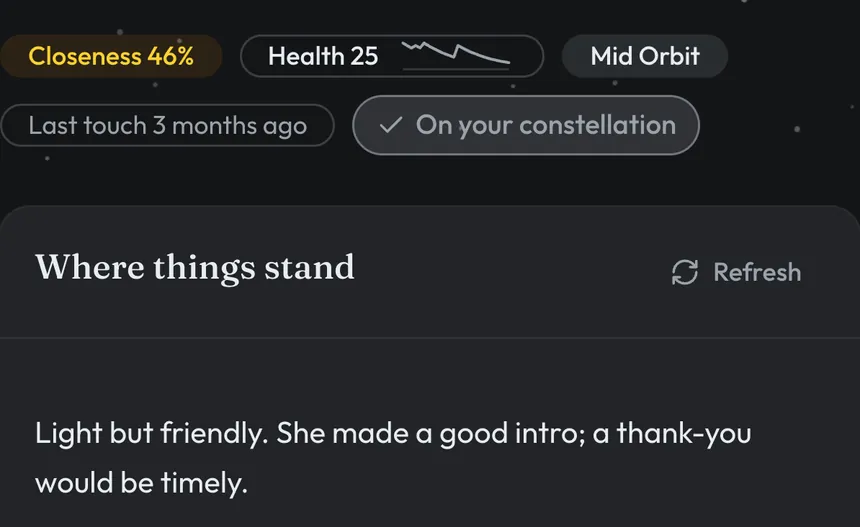 Closeness 46%
Health 25
Mid Orbit
Last touch 3 months ago
On your constellation
Where things stand
Refresh
Light but friendly. She made a good intro; a thank-you
would be timely.